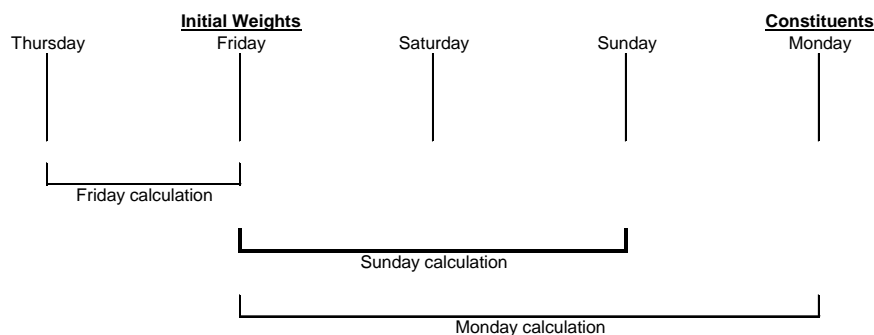 Initial Weights Constituents
Thursday Friday Saturday Sunday Monday
Friday calculation
Sunday calculation
Monday calculation